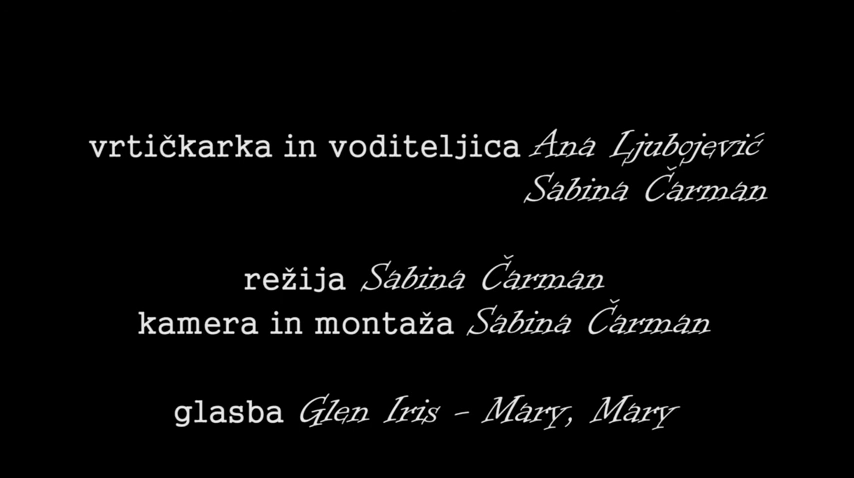 vrtičkarka in voditeljica Ana Ljubojević
Sabina Čarman
režija Sabina Čarman
kamera in montaža Sabina Čarman
glasba Glen Iris - Mary, Mary